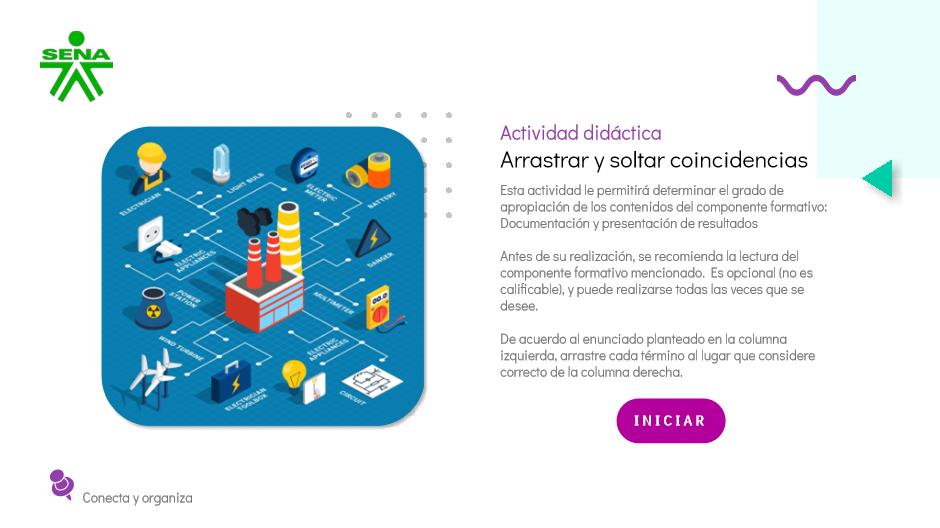 SENA
Actividad didáctica
Arrastrar y soltar coincidencias
Esta actividad le permitirá determinar el grado de
apropiación de los contenidos del componente formativo:
Documentación y presentación de resultados
Antes de su realización, se recomienda la lectura del
componente formativo mencionado. Es opcional (no es
calificable), y puede realizarse todas las veces que se
desee.
De acuerdo al enunciado planteado en la columna
izquierda, arrastre cada término al lugar que considere
correcto de la columna derecha.
INICIAR
ELECTRICIAN
LIGHT BULB
ELECTRIC
METER
BATTERY
ELECTRIC
APPLIANCES
DANGER
POWER
STATION
MULTIMETER
00.0
WIND TURBINE
ELECTRIC
APPLIANCES
ELECTRICIAN
TOOLBOX
CIRCUIT
Conecta y organiza